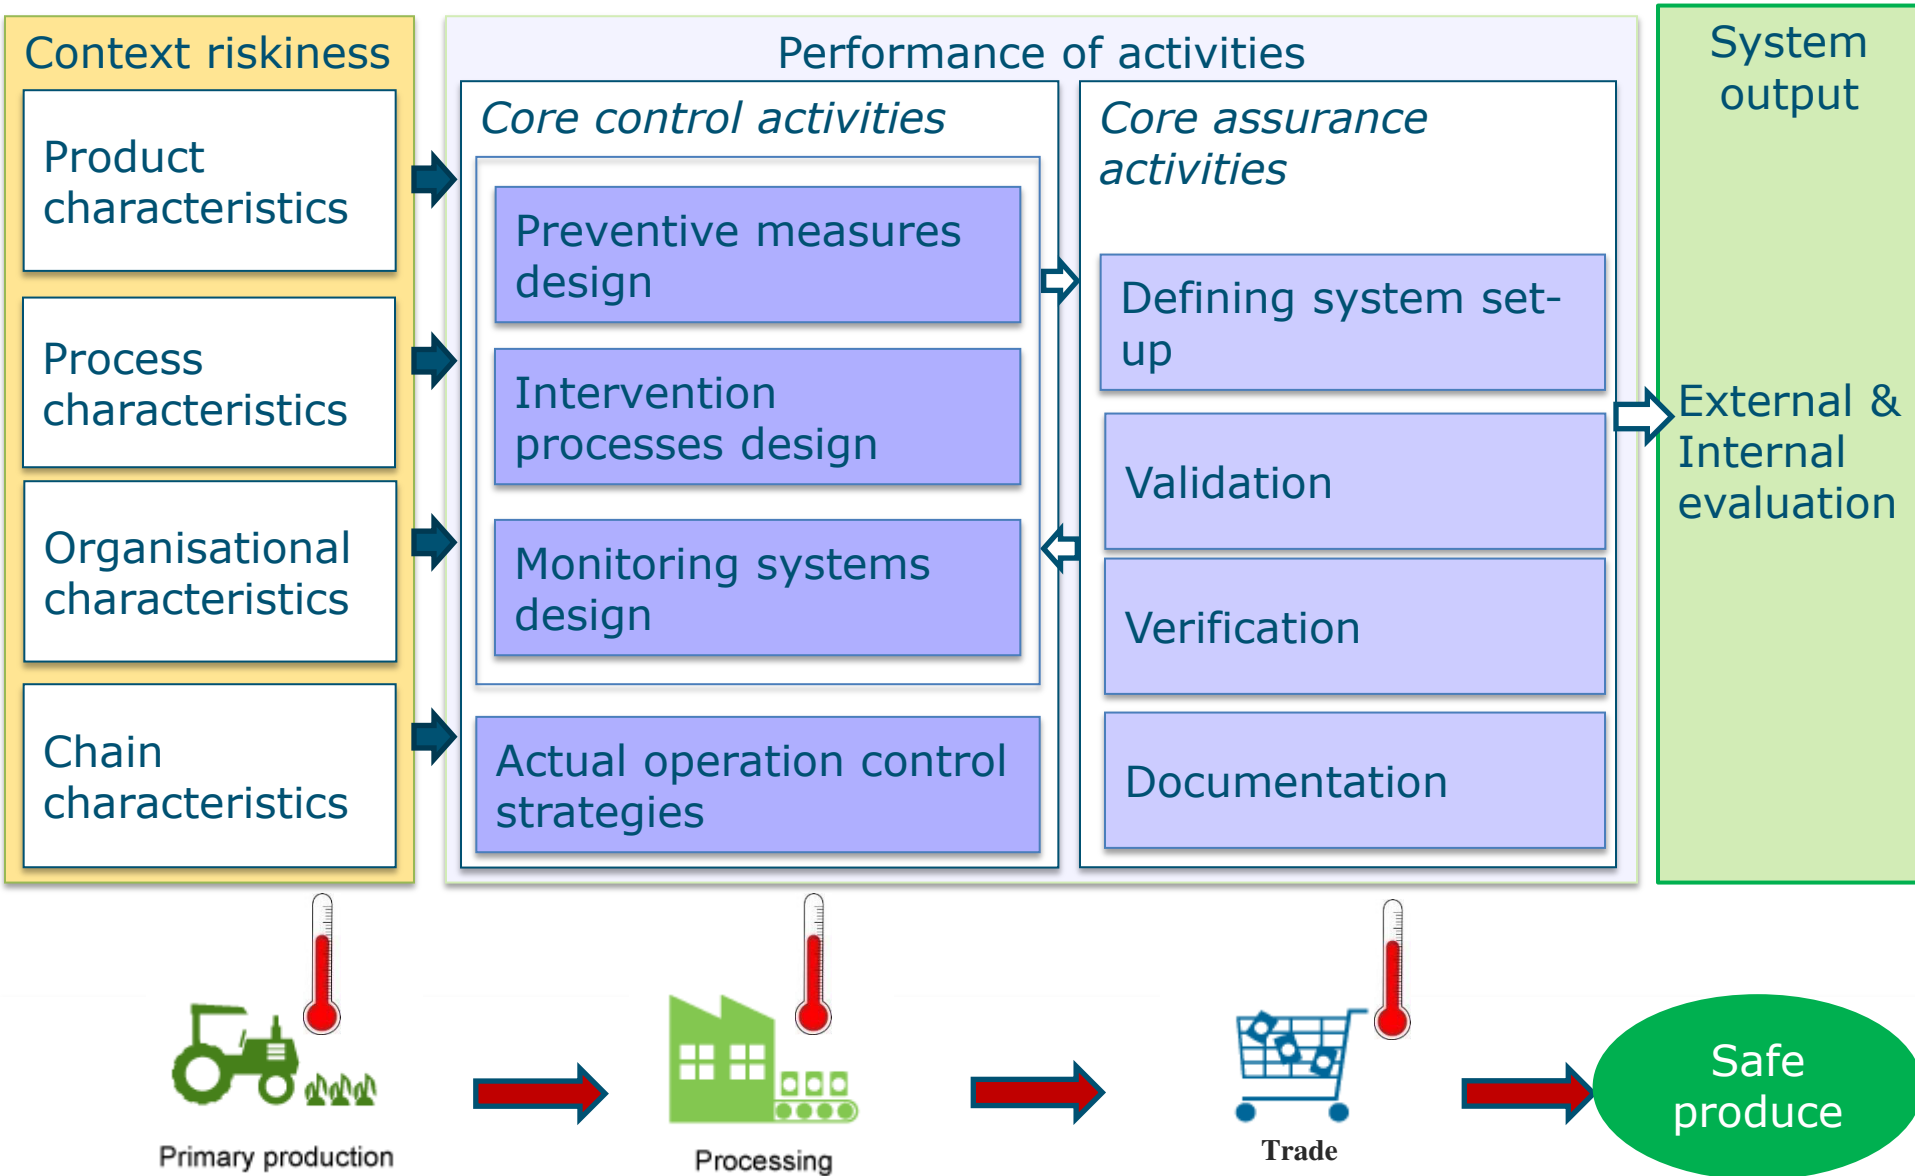 Context riskiness
Product
characteristics
Process
characteristics
Organisational
characteristics
Chain
characteristics
Performance of activities
Core control activities
Preventive measures
design
Intervention
processes design
Monitoring systems
design
Actual operation control
strategies
Core assurance
activities
Defining system set-
up
Validation
Verification
Documentation
System
output
External &
Internal
evaluation
Primary production
Processing
Trade
Safe
produce